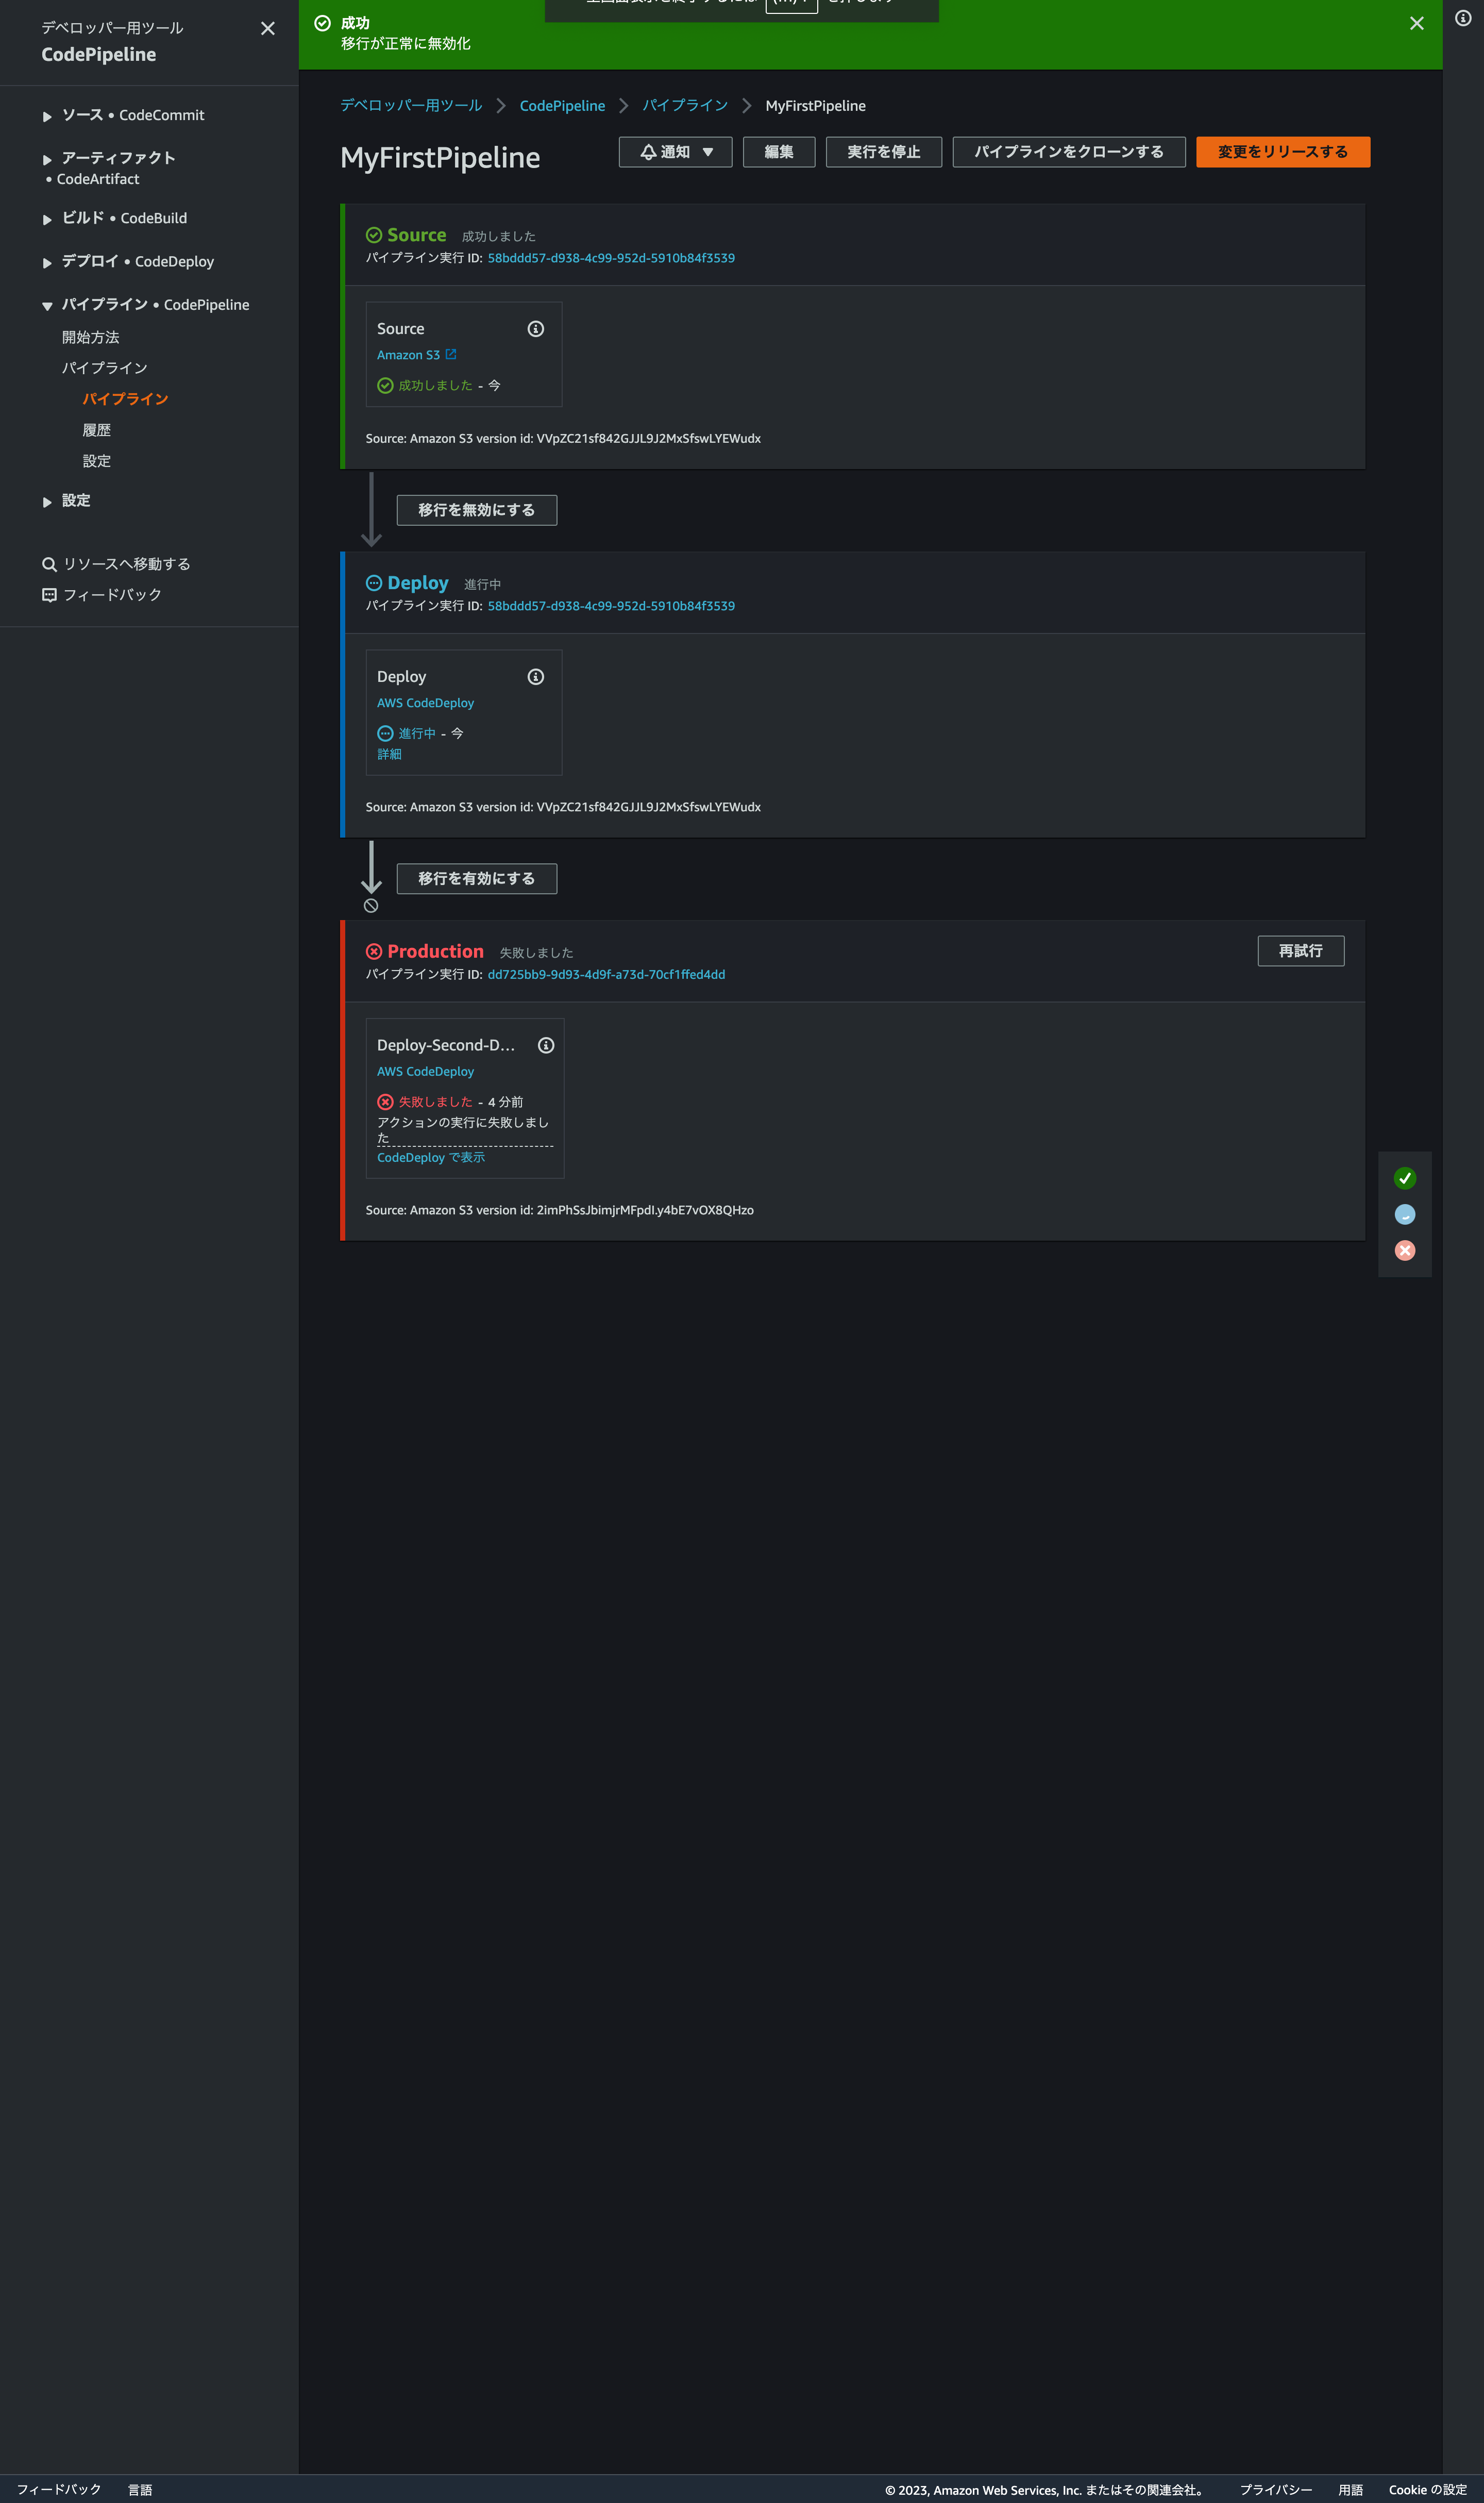 デベロッパー用ツール
CodePipeline
ソース • CodeCommit
アーティファクト
• CodeArtifact
ビルド • CodeBuild
デプロイ • CodeDeploy
パイプライン • CodePipeline
開始方法
パイプライン
パイプライン
履歴
設定
設定
リソースへ移動する
フィードバック
成功
移行が正常に無効化
デベロッパー用ツール
CodePipeline
パイプライン
MyFirstPipeline
MyFirstPipeline
通知
編集
実行を停止
パイプラインをクローンする
変更をリリースする
Source 成功しました
パイプライン実行 ID: 58bddd57-d938-4c99-952d-5910b84f3539
Source
Amazon S3
成功しました - 今
Source: Amazon S3 version id: VVpZC21sf842GJJL9J2MxSfswLYEWudx
移行を無効にする
Deploy 進行中
パイプライン実行 ID: 58bddd57-d938-4c99-952d-5910b84f3539
Deploy
AWS CodeDeploy
進行中 - 今
詳細
Source: Amazon S3 version id: VVpZC21sf842GJJL9J2MxSfswLYEWudx
移行を有効にする
Production 失敗しました
再試行
パイプライン実行 ID: dd725bb9-9d93-4d9f-a73d-70cf1ffed4dd
Deploy-Second-D...
AWS CodeDeploy
失敗しました - 4 分前
アクションの実行に失敗しまし
た
CodeDeploy で表示
Source: Amazon S3 version id: 2imPhSsJbimjrMFpdI.y4bE7vOX8QHzo
フィードバック
言語
© 2023, Amazon Web Services, Inc. またはその関連会社。
プライバシー
用語
Cookie の設定